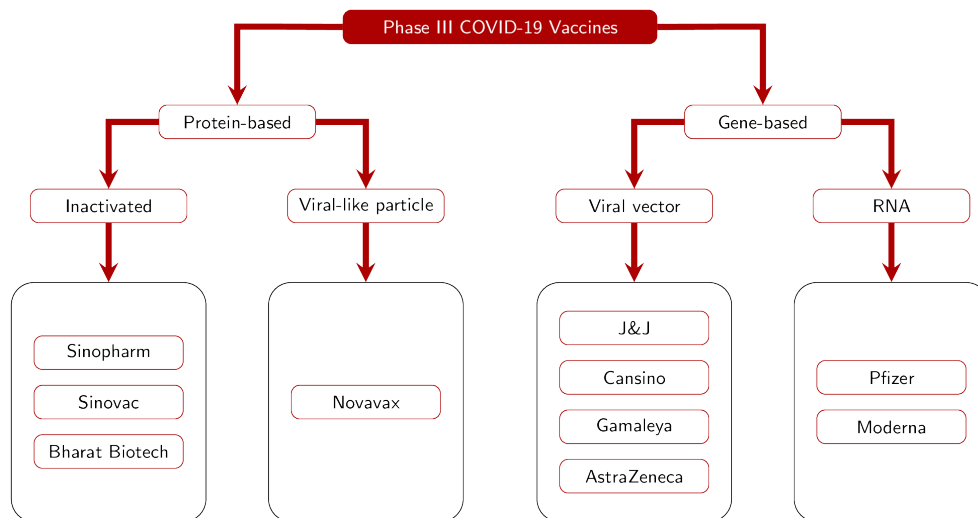 Phase III COVID-19 Vaccines
Protein-based
Gene-based
Inactivated
Viral-like particle
Viral vector
RNA
Sinopharm
Sinovac
Bharat Biotech
Novavax
J&J
Cansino
Gamaleya
AstraZeneca
Pfizer
Moderna